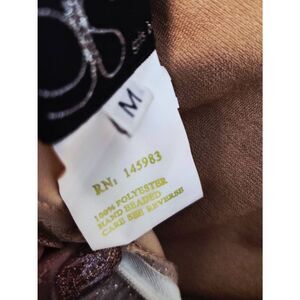 M
RN: 145983
100% POLYESTER
HAND BEADED
CARE SEE REVERSE